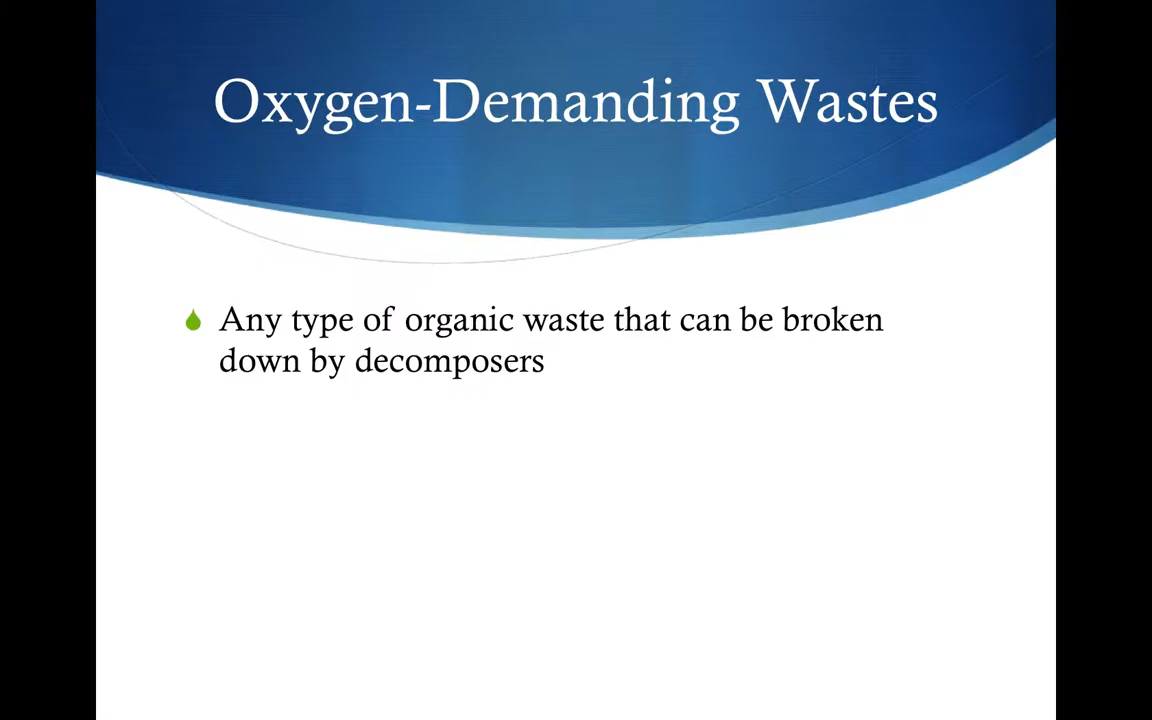 Oxygen-Demanding Wastes
Any type of organic waste that can be broken
down by decomposers